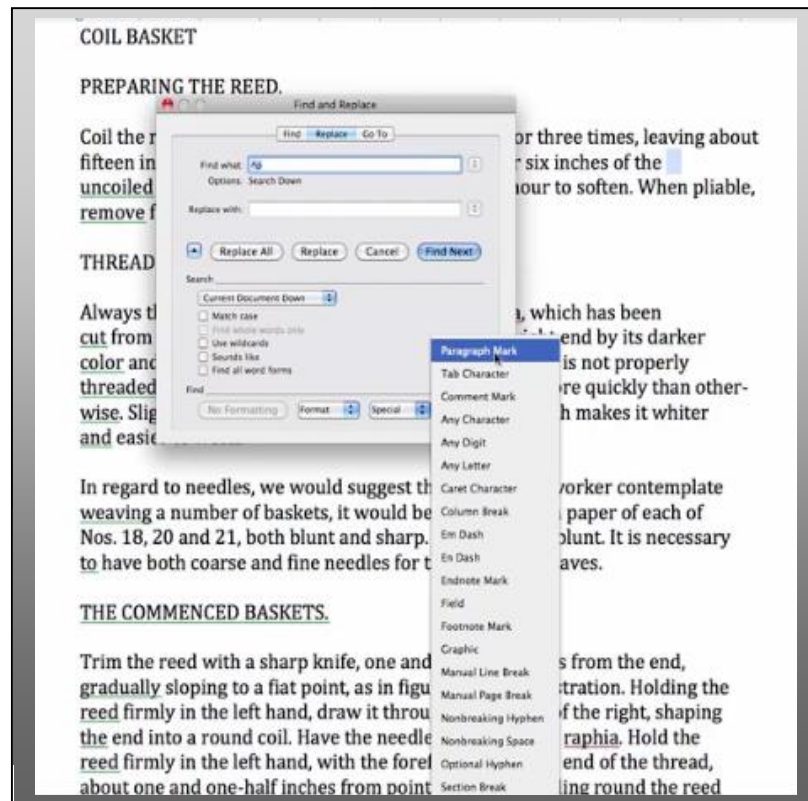 COIL BASKET
PREPARING THE REED.
Find and Replace
Find Replace Go To
Coil the or three times, leaving about
fifteen in Find what: ^p six inches of the
uncoiled Options: Search Down hour to soften. When pliable,
remove Replace with:
Replace All Replace Cancel Find Next
THREAD
Search
Current Document Down
Always , which has been
Match case
cut from Find whole words only end by its darker
Use wildcards
color and Sounds like is not properly
Find all word forms
threaded Find re quickly than other-
wise. Slig No Formatting Format Special h makes it whiter
and
Paragraph Mark
Tab Character
Comment Mark
Any Character
Any Digit
Any Letter
Caret Character
Column Break
Em Dash
En Dash
Endnote Mark
Field
Footnote Mark
Graphic
Manual Line Break
Manual Page Break
Nonbreaking Hyphen
Nonbreaking Space
Optional Hyphen
Section Break
In regard to needles, we would suggest th worker contemplate
weaving a number of baskets, it would be paper of each of
Nos. 18, 20 and 21, both blunt and sharp. blunt. It is necessary
to have both coarse and fine needles for t aves.
THE COMMENCED BASKETS.
Trim the reed with a sharp knife, one and s from the end,
gradually sloping to a fiat point, as in figu stration. Holding the
reed firmly in the left hand, draw it throu of the right, shaping
the end into a round coil. Have the needle raphia. Hold the
reed firmly in the left hand, with the foref end of the thread,
about one and one-half inches from point ling round the reed